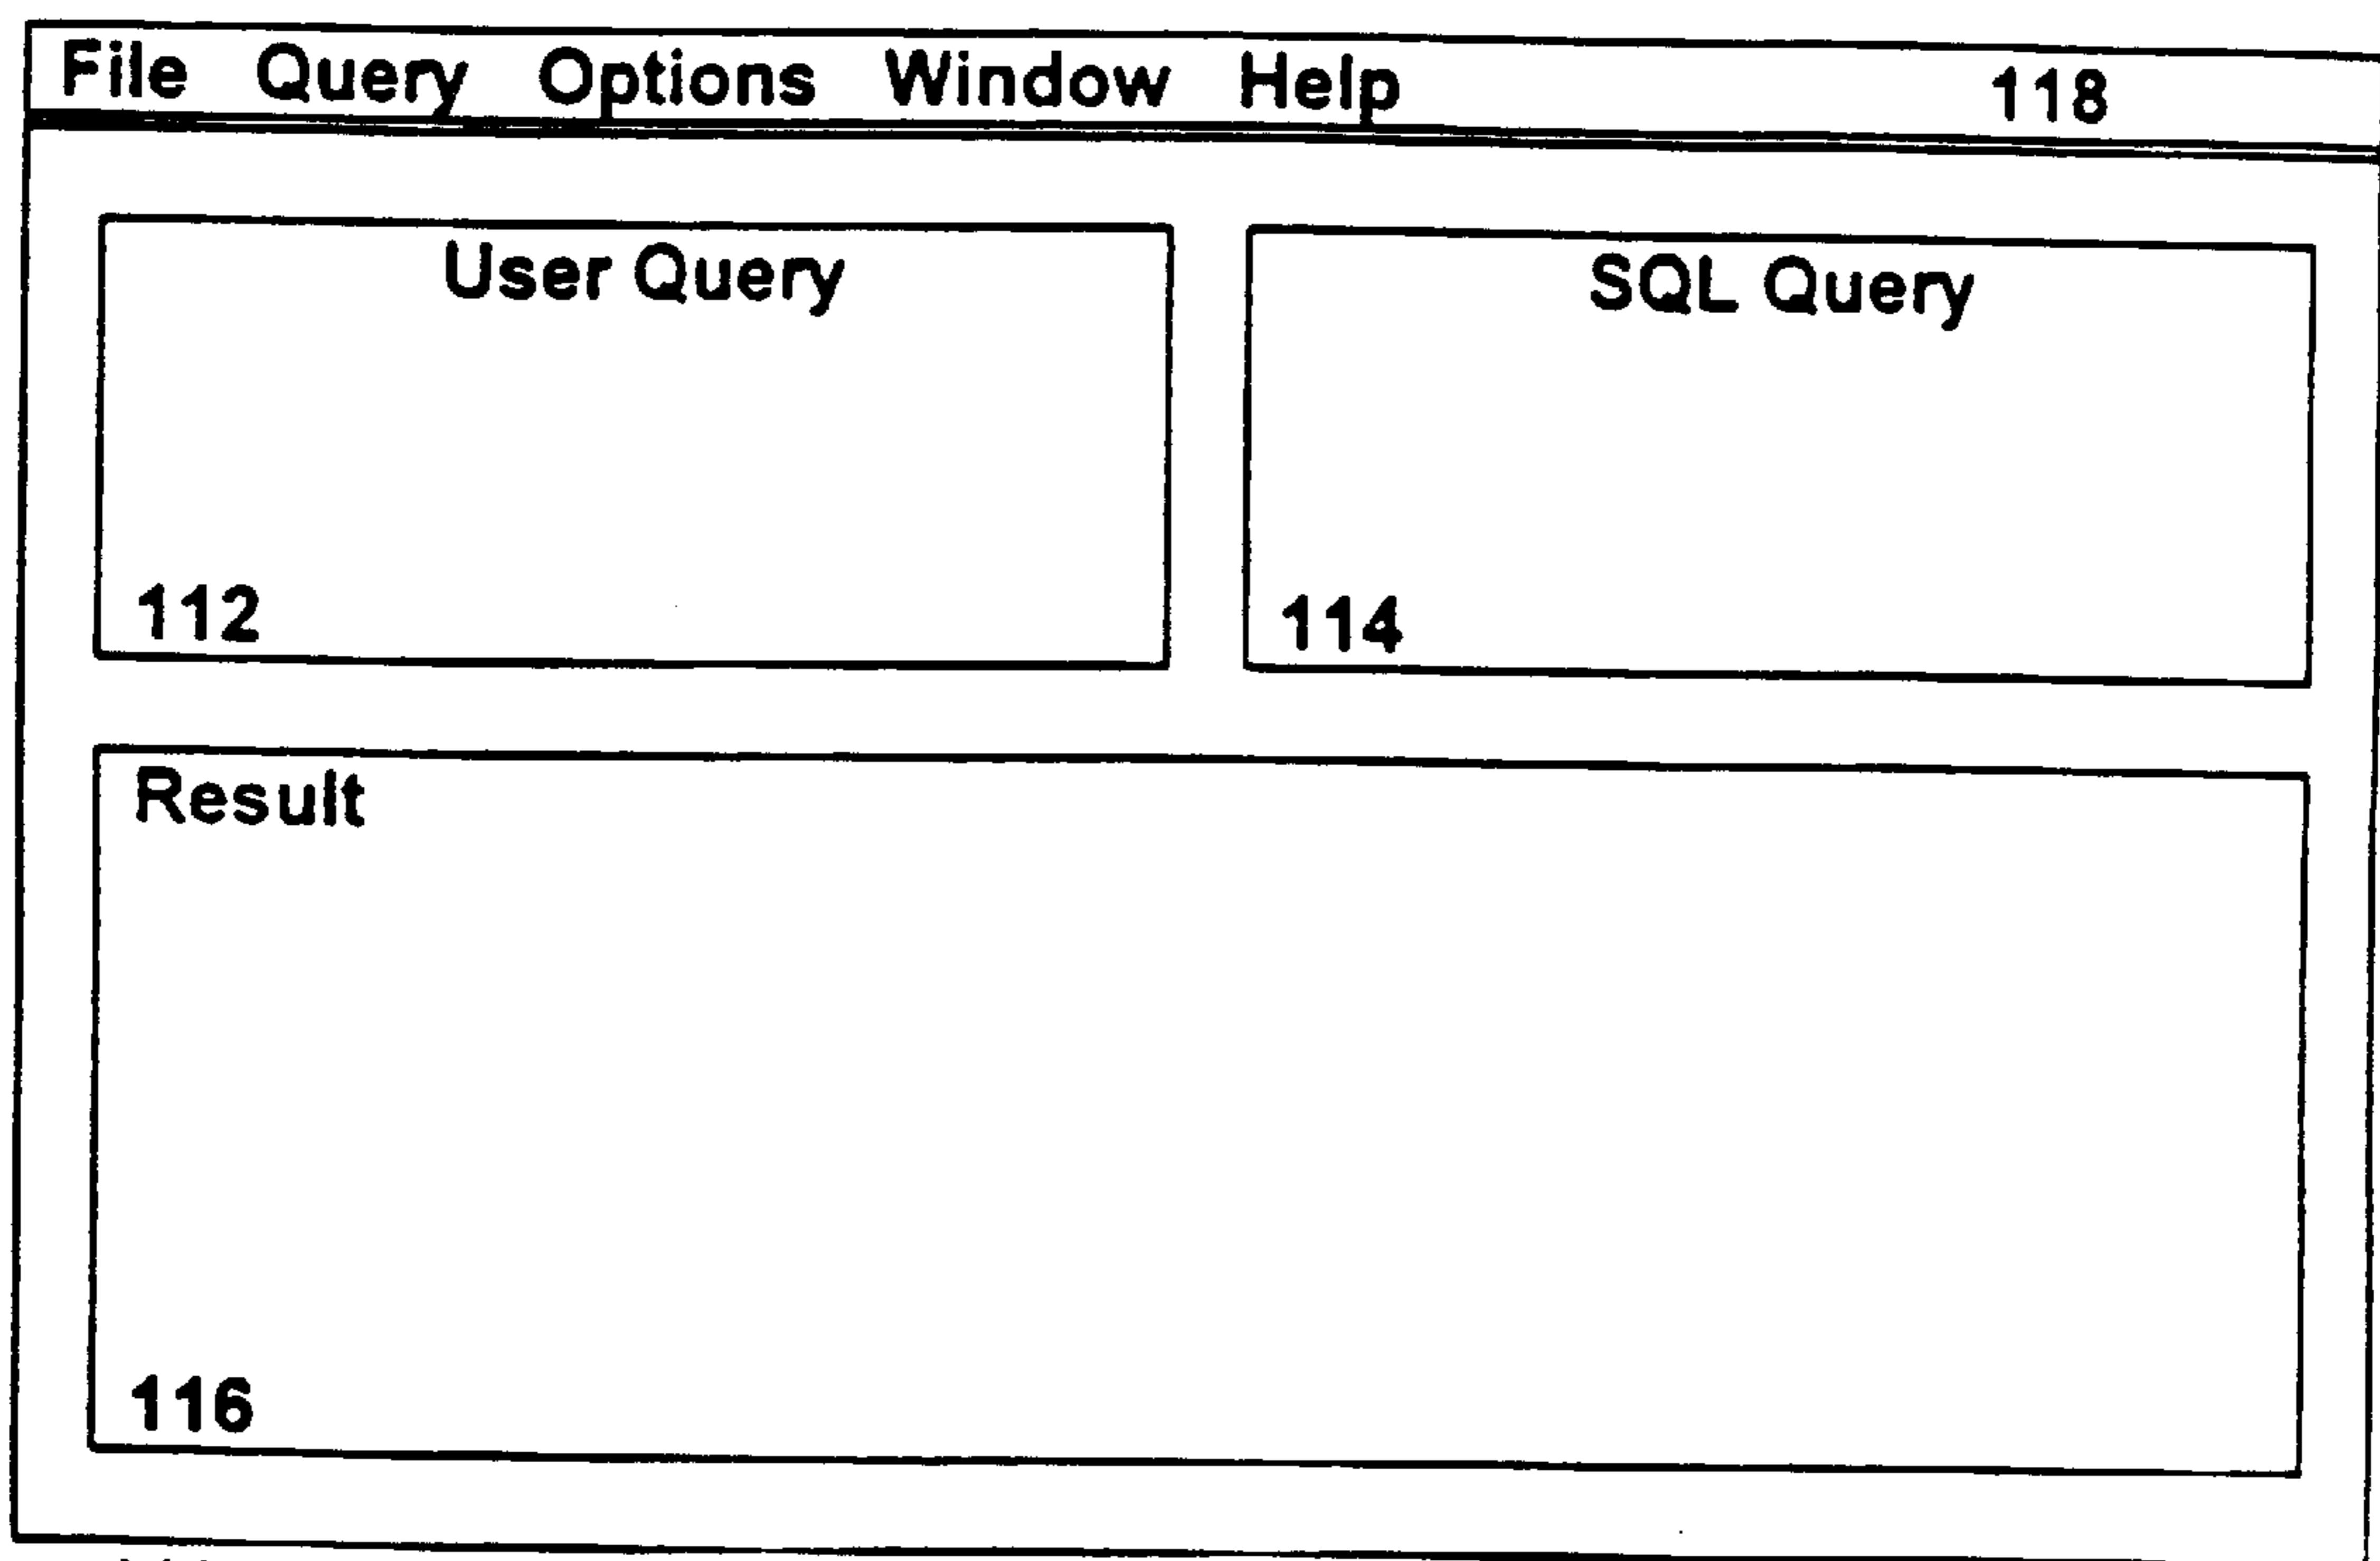 File Query Options Window Help 118
User Query SQL Query
112 114
Result
116